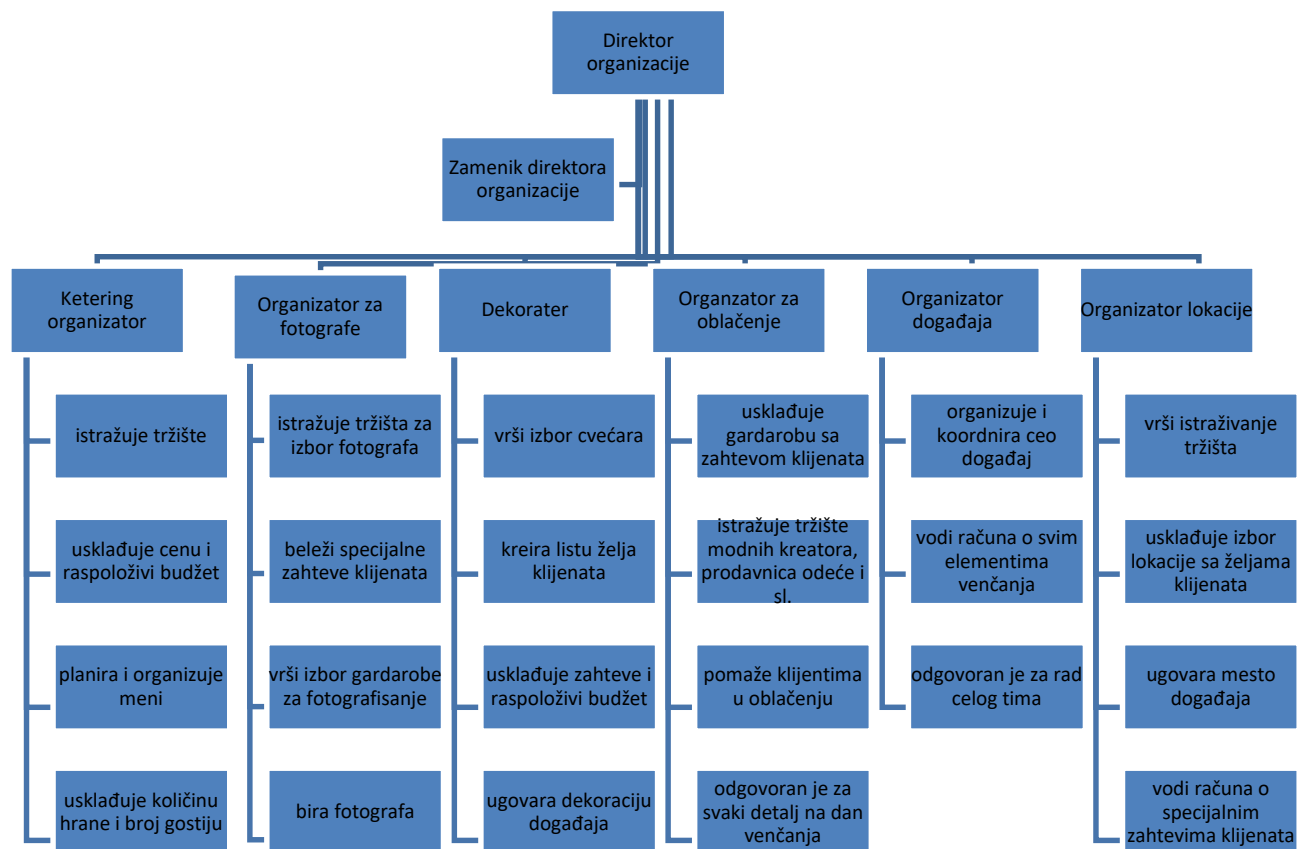 Direktor
organizacije
Zamenik direktora
organizacije
Ketering
organizator
istražuje tržište
usklađuje cenu i
raspoloživi budžet
planira i organizuje
meni
usklađuje količinu
hrane i broj gostiju
Organizator za
fotografe
istražuje tržišta za
izbor fotografa
beleži specijalne
zahteve klijenata
vrši izbor gardarobe
za fotografisanje
bira fotografa
Dekorater
vrši izbor cvećara
kreira listu želja
klijenata
usklađuje zahteve i
raspoloživi budžet
ugovara dekoraciju
događaja
Organzator za
oblačenje
usklađuje
gardarobu sa
zahtevom klijenata
istražuje tržište
modnih kreatora,
prodavnica odeće i
sl.
pomaže klijentima
u oblačenju
odgovoran je za
svaki detalj na dan
venčanja
Organizator
događaja
organizuje i
koordnira ceo
događaj
vodi računa o svim
elementima
venčanja
odgovoran je za rad
celog tima
Organizator lokacije
vrši istraživanje
tržišta
usklađuje izbor
lokacije sa željama
klijenata
ugovara mesto
događaja
vodi računa o
specijalnim
zahtevima klijenata